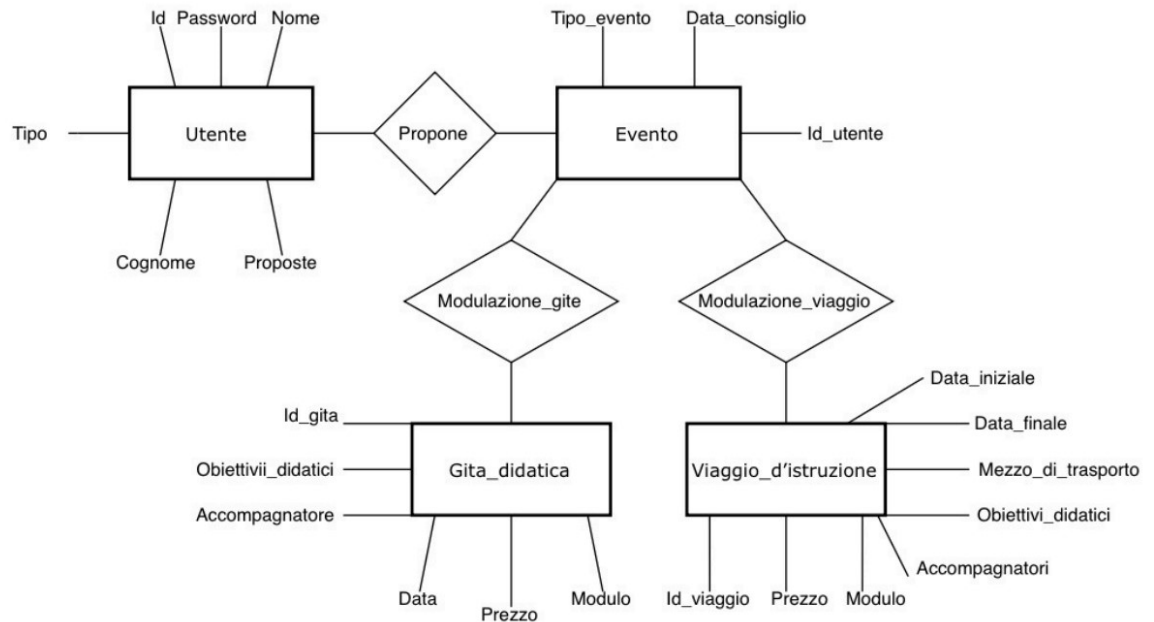 Id Password Nome
Tipo_evento Data_consiglio
Tipo Utente Propone Evento Id_utente
Cognome Proposte
Modulazione_gite Modulazione_viaggio
Data_iniziale
Id_gita
Data_finale
Obiettivii_didatici Gita_didatica Viaggio_d'istruzione Mezzo_di_trasporto
Accompagnatore Obiettivi_didatici
Accompagnatori
Data Prezzo Modulo Id_viaggio Prezzo Modulo